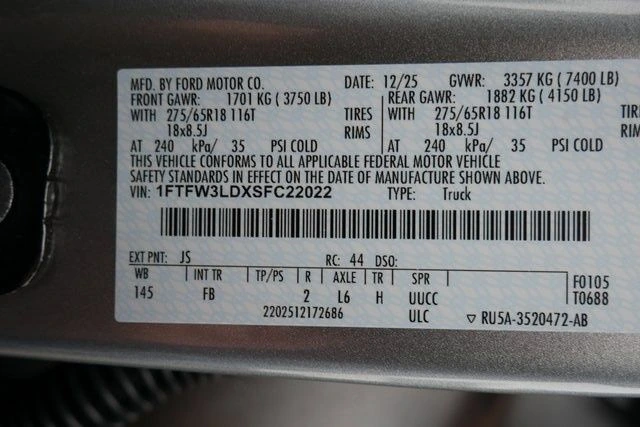 MFD. BY FORD MOTOR CO. DATE: 12/25 GVWR: 3357 KG ( 7400 LB)
FRONT GAWR: 1701 KG ( 3750 LB) REAR GAWR: 1882 KG ( 4150 LB)
WITH 275/65R18 116T TIRES WITH 275/65R18 116T TIRE
18x8.5J RIMS 18x8.5J RIM
AT 240 kPa/ 35 PSI COLD AT 240 kPa/ 35 PSI COLD
THIS VEHICLE CONFORMS TO ALL APPLICABLE FEDERAL MOTOR VEHICLE
SAFETY STANDARDS IN EFFECT ON THE DATE OF MANUFACTURE SHOWN ABOVE.
VIN: 1FTFW3LDXSFC22022 TYPE: Truck
EXT PNT: JS RC: 44 DSO:
WB INT TR TP/PS R AXLE TR SPR F0105
145 FB 2 L6 H UUCC T0688
2202512172686 ULC ▽ RU5A-3520472-AB